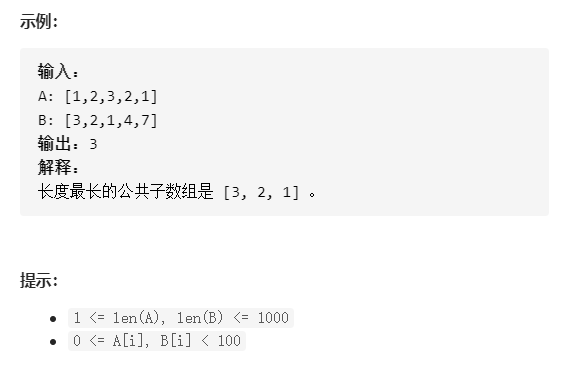 示例：
输入：
A: [1,2,3,2,1]
B: [3,2,1,4,7]
输出：3
解释：
长度最长的公共子数组是 [3, 2, 1] 。
提示：
1 <= len(A), len(B) <= 1000
0 <= A[i], B[i] < 100